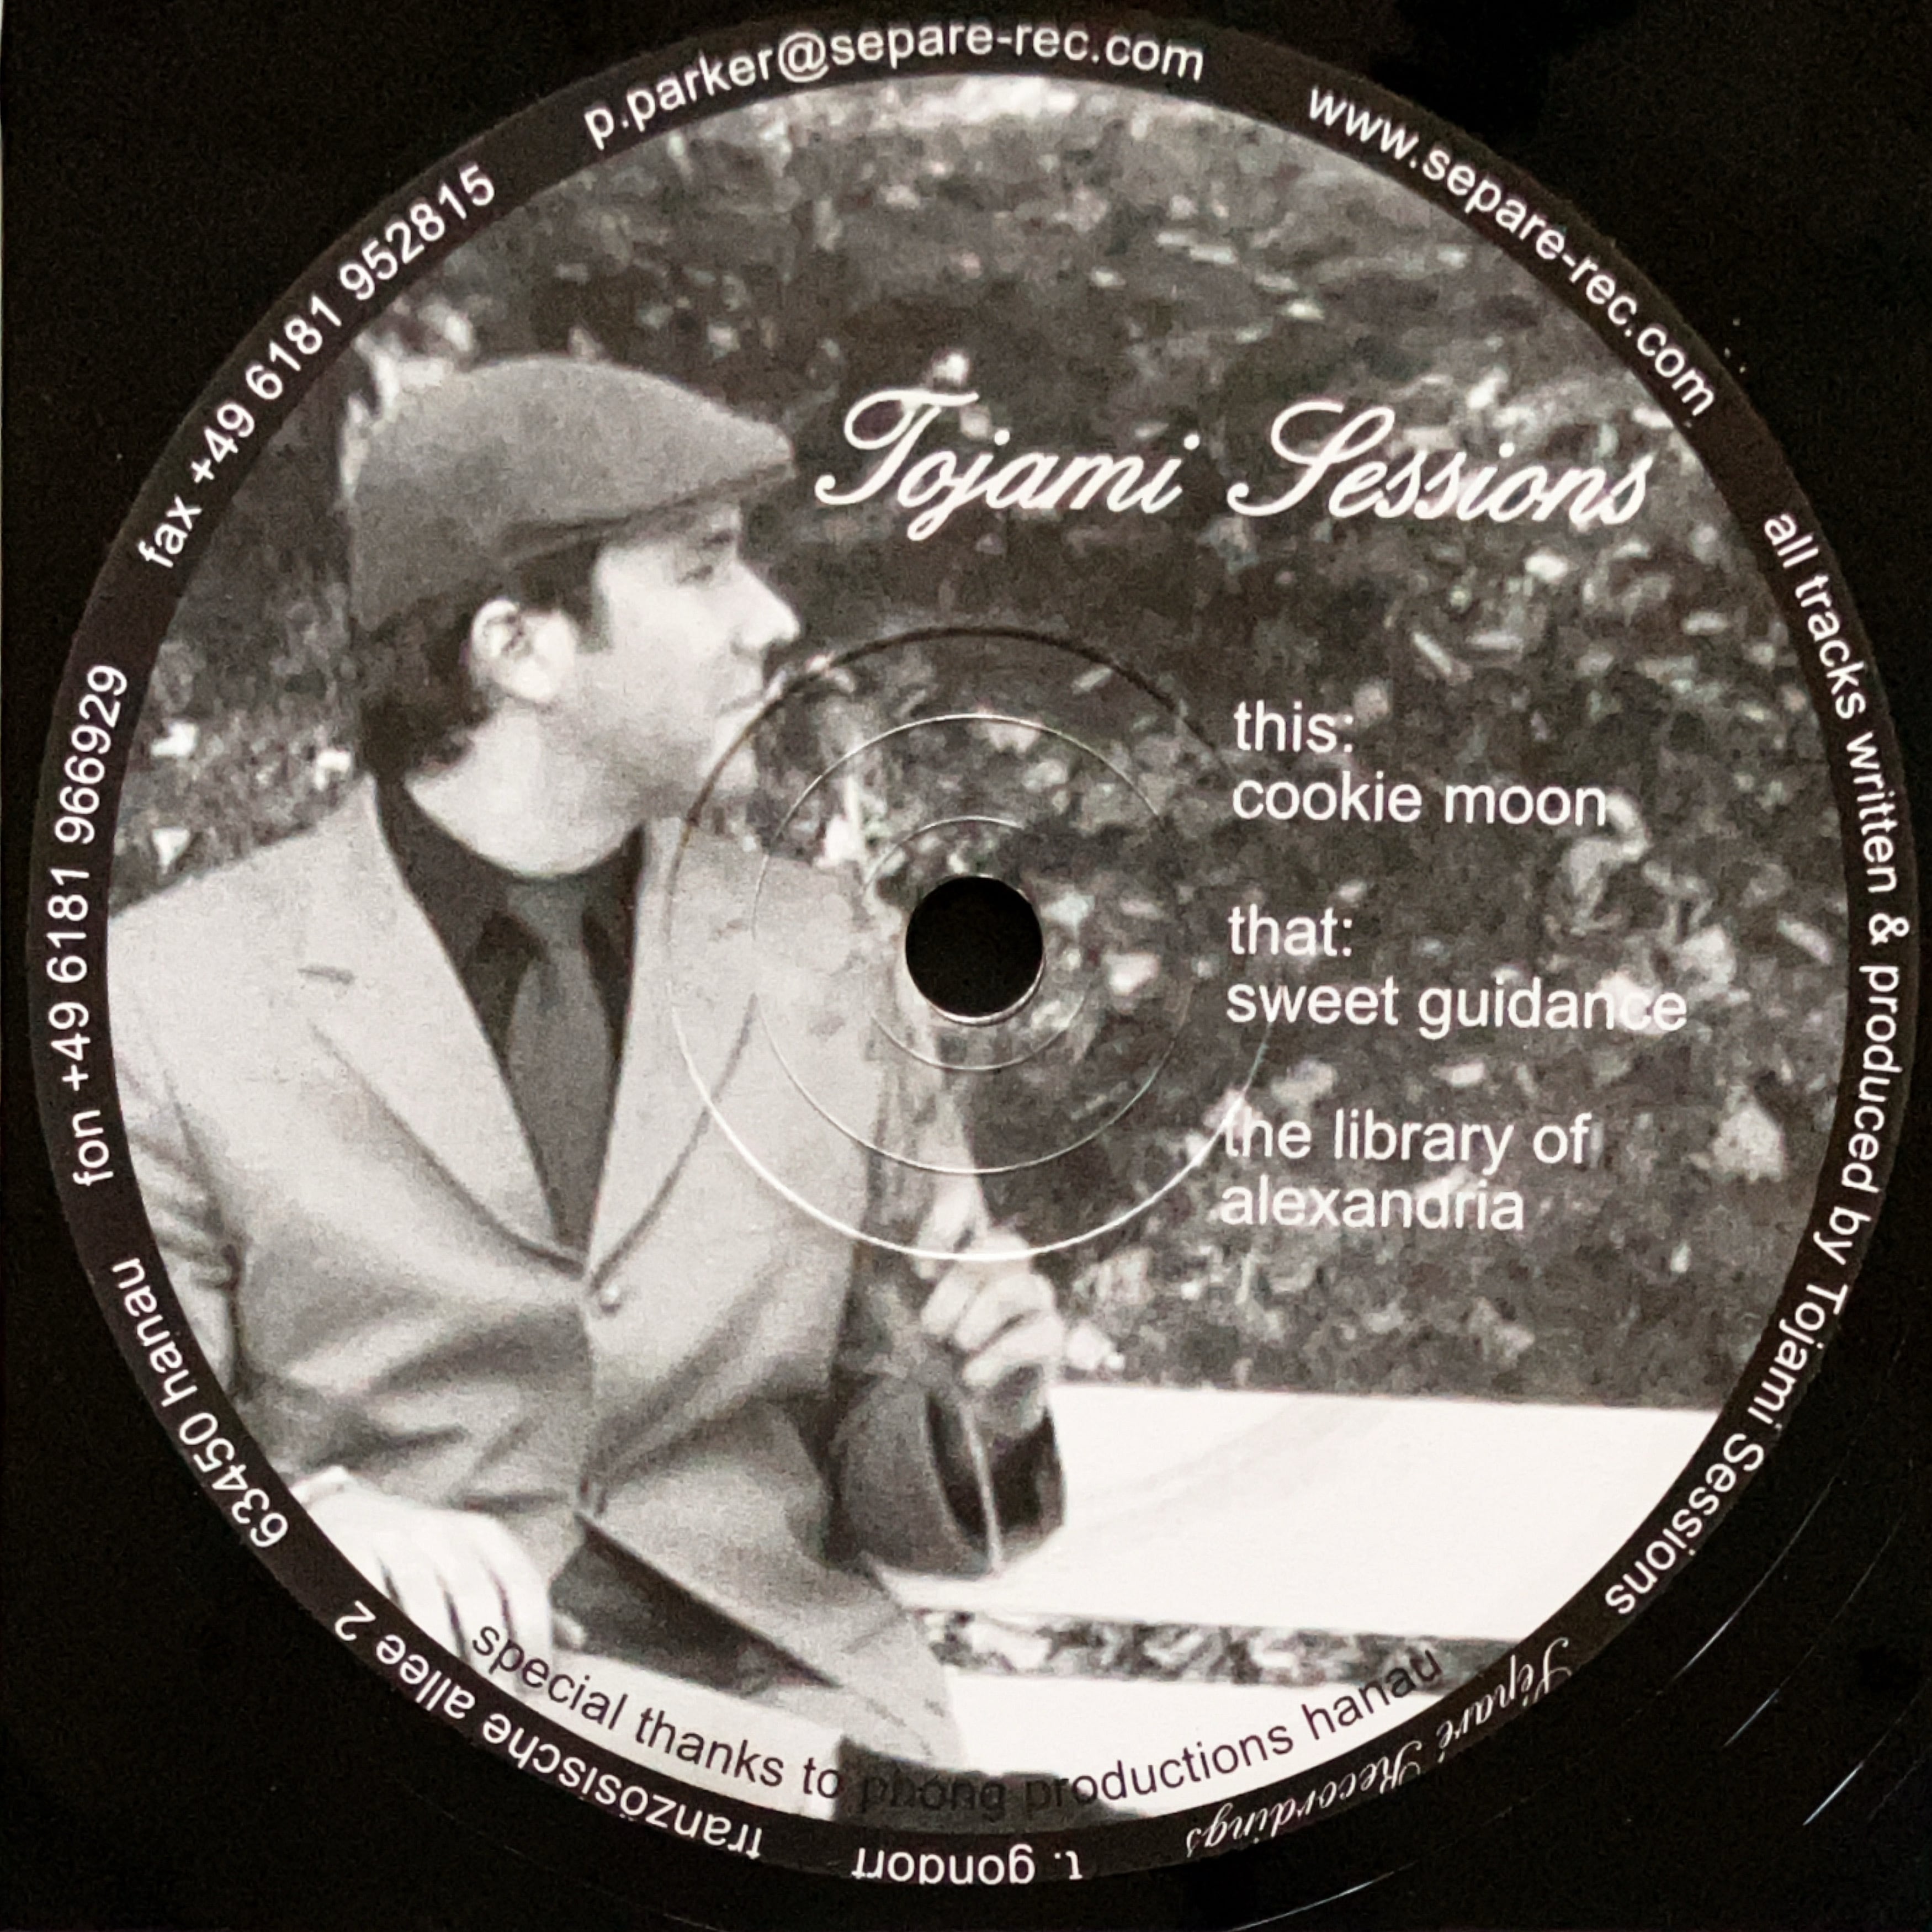 Tojami Sessions
this:
cookie moon
that:
sweet guidance
the library of
alexandria
special thanks to phong productions hanau
p.parker@separe-rec.com
www.separe-rec.com
all tracks written & produced by Tojami Sessions
Séparé Recordings
t. gondorf
französische allee 2
63450 hanau
fon +49 6181 966929
fax +49 6181 952815